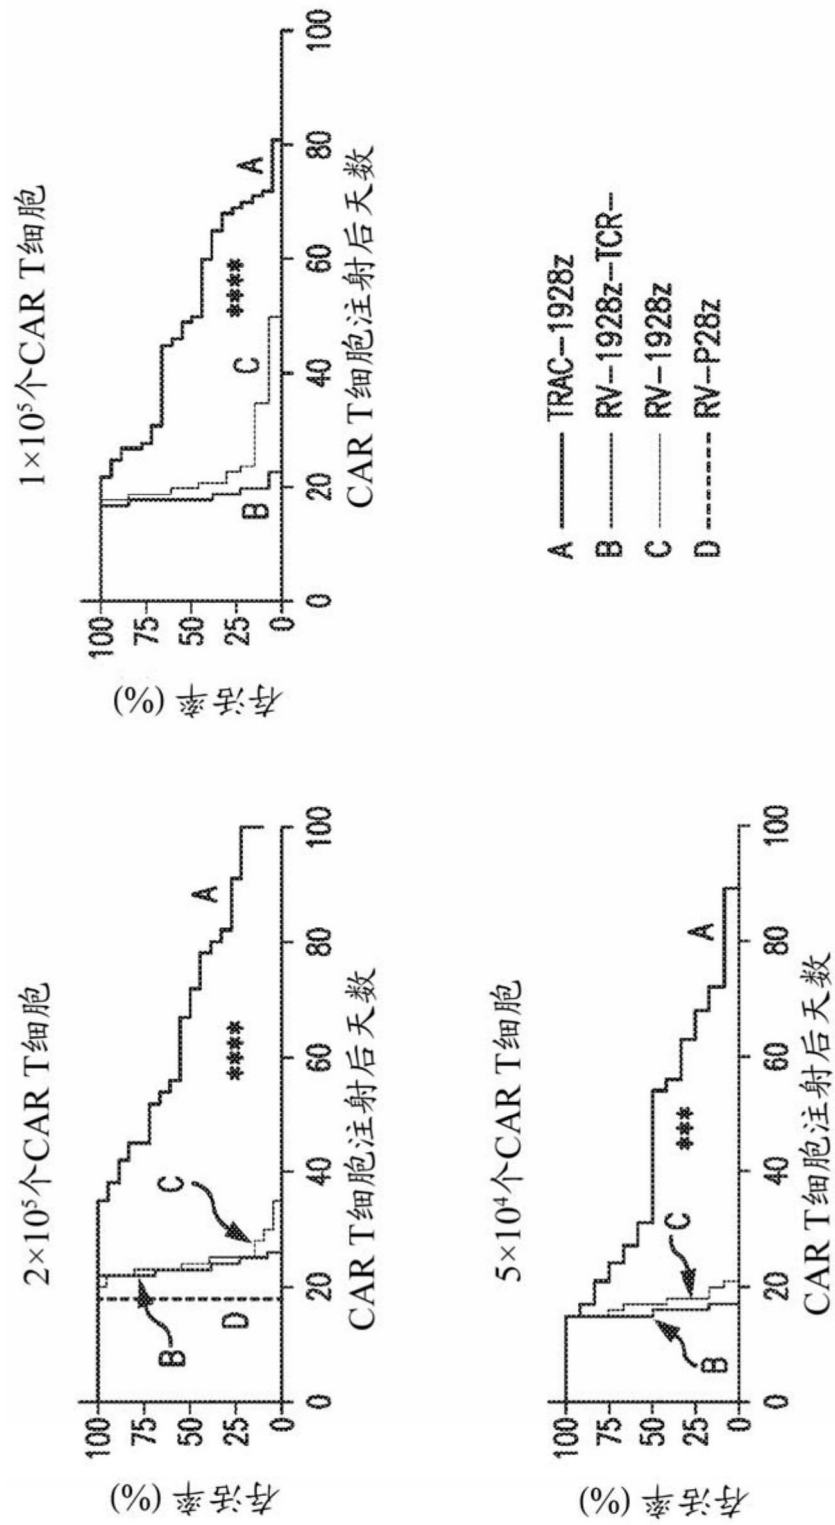 2×10⁵个CAR T细胞
存活率 (%)
100
75
50
25
0
B
D
C
****
A
0 20 40 60 80 100
CAR T细胞注射后天数
1×10⁵个CAR T细胞
存活率 (%)
100
75
50
25
0
B
C
****
A
0 20 40 60 80 100
CAR T细胞注射后天数
5×10⁴个CAR T细胞
存活率 (%)
100
75
50
25
0
B
C
***
A
0 20 40 60 80 100
CAR T细胞注射后天数
A TRAC-1928z
B RV-1928z-TCR-
C RV-1928z
D RV-P28z